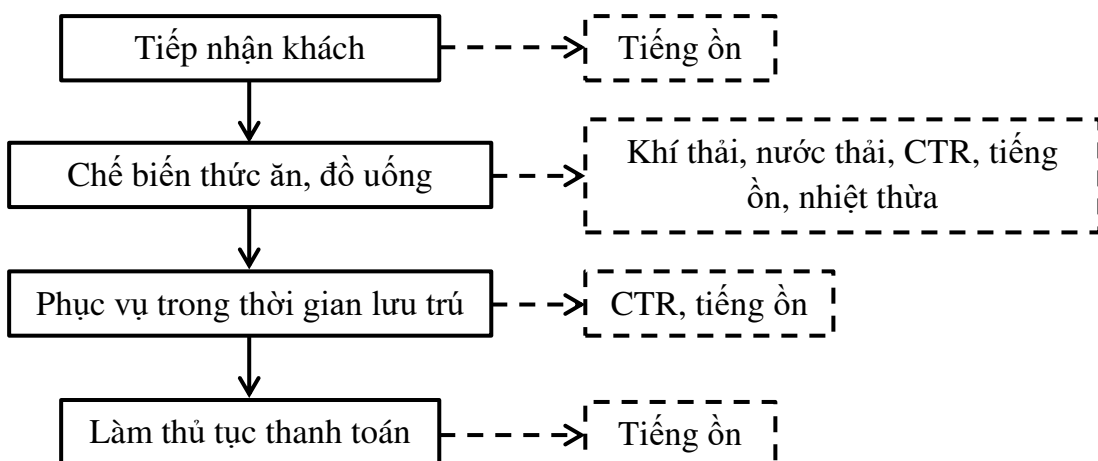 Tiếp nhận khách
Tiếng ồn
Chế biến thức ăn, đồ uống
Khí thải, nước thải, CTR, tiếng
ồn, nhiệt thừa
Phục vụ trong thời gian lưu trú
CTR, tiếng ồn
Làm thủ tục thanh toán
Tiếng ồn